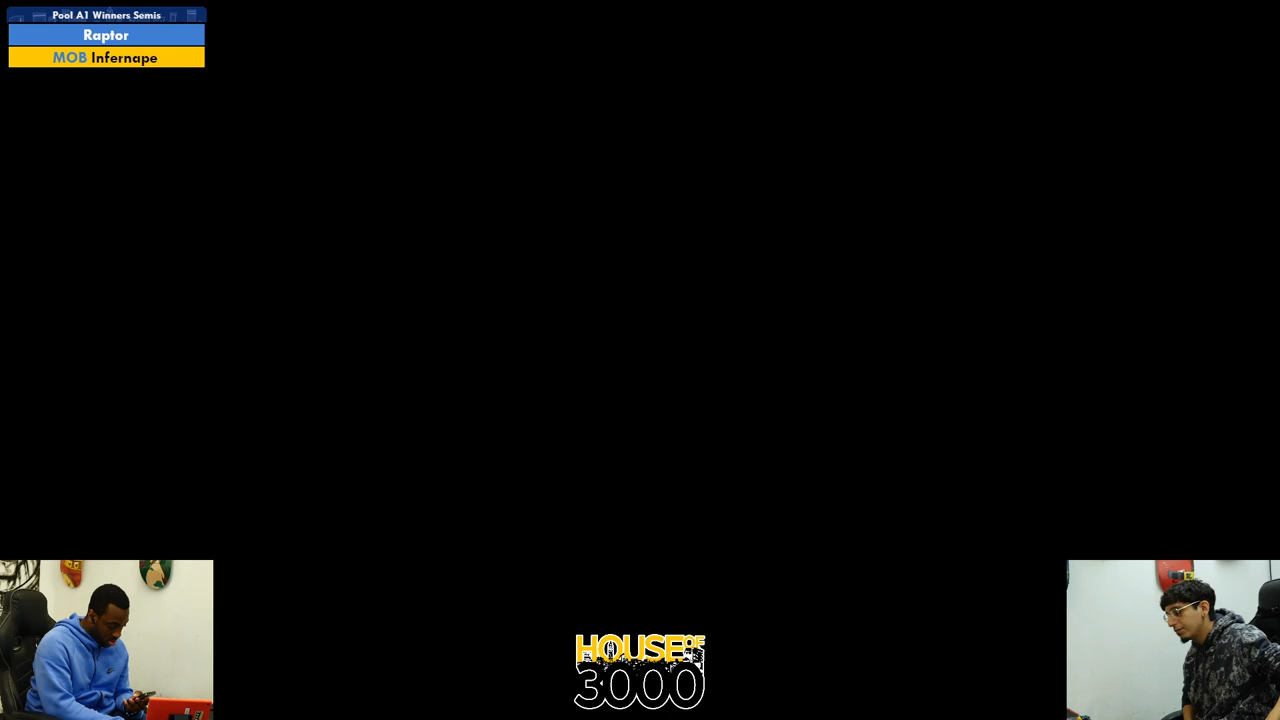 Pool A1 Winners Semis
Raptor
MOB Infernape
HOUSE OF
3000